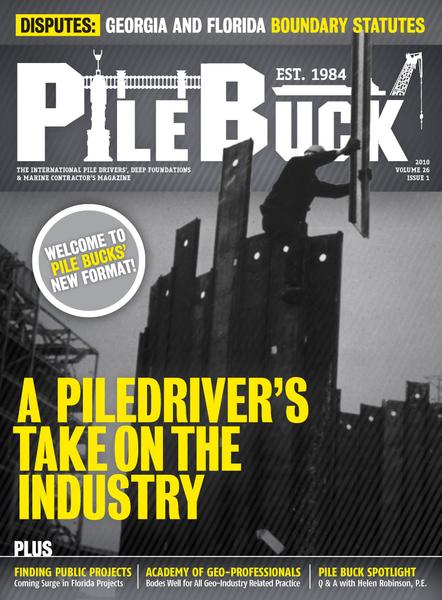 DISPUTES: GEORGIA AND FLORIDA BOUNDARY STATUTES
EST. 1984
PILE BUCK
THE INTERNATIONAL PILE DRIVERS', DEEP FOUNDATIONS
& MARINE CONTRACTOR'S MAGAZINE
2010
VOLUME 26
ISSUE 1
WELCOME TO
PILE BUCKS'
NEW FORMAT!
A PILEDRIVER'S
TAKE ON THE
INDUSTRY
PLUS
FINDING PUBLIC PROJECTS
Coming Surge in Florida Projects
ACADEMY OF GEO-PROFESSIONALS
Bodes Well for All Geo-Industry Related Practice
PILE BUCK SPOTLIGHT
Q & A with Helen Robinson, P.E.